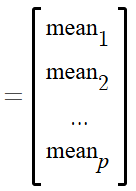 mean₁
= mean₂
...
meanₚ